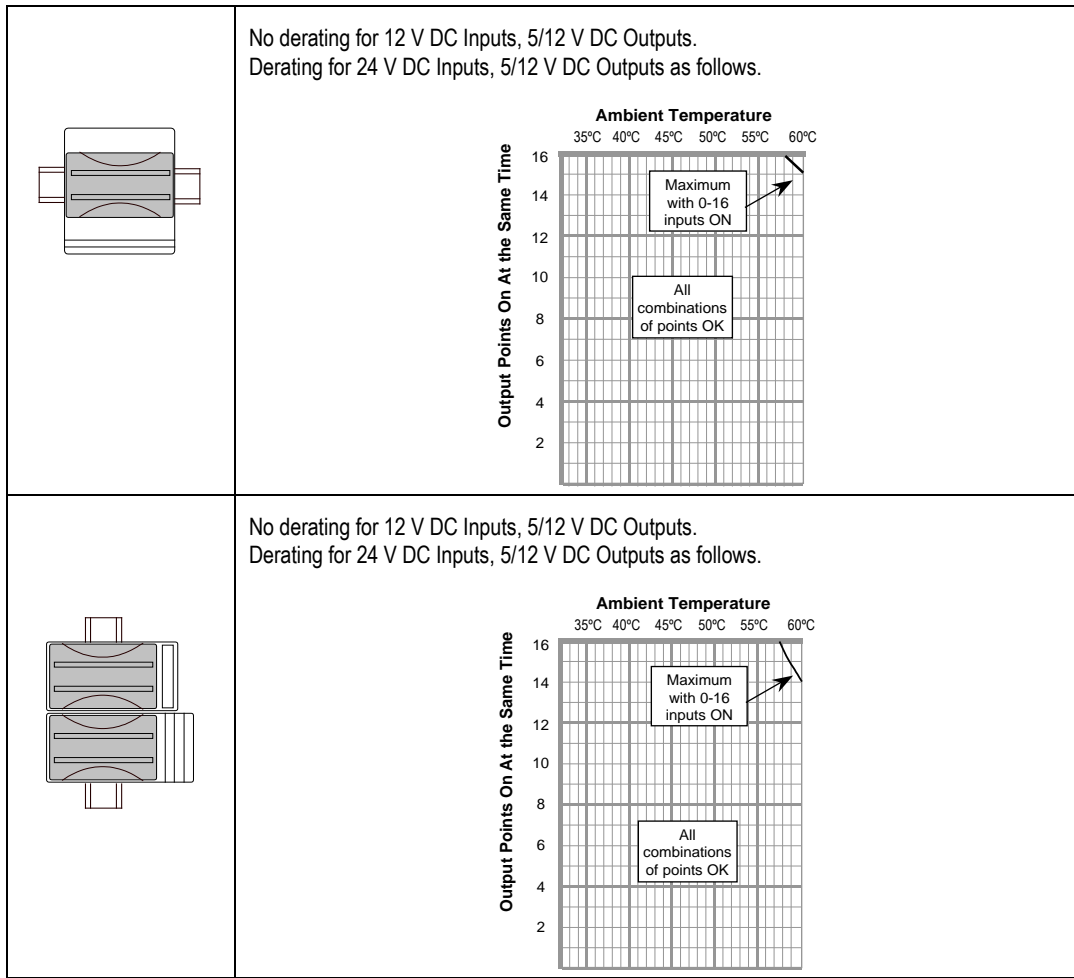 No derating for 12 V DC Inputs, 5/12 V DC Outputs.
Derating for 24 V DC Inputs, 5/12 V DC Outputs as follows.
Ambient Temperature
35ºC 40ºC 45ºC 50ºC 55ºC 60ºC
Output Points On At the Same Time
16
14
12
10
8
6
4
2
Maximum
with 0-16
inputs ON
All
combinations
of points OK
No derating for 12 V DC Inputs, 5/12 V DC Outputs.
Derating for 24 V DC Inputs, 5/12 V DC Outputs as follows.
Ambient Temperature
35ºC 40ºC 45ºC 50ºC 55ºC 60ºC
Output Points On At the Same Time
16
14
12
10
8
6
4
2
Maximum
with 0-16
inputs ON
All
combinations
of points OK